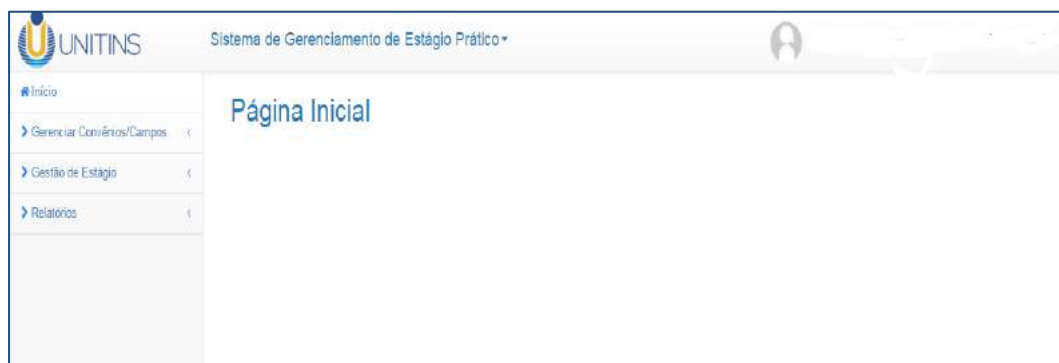 UNITINS
Sistema de Gerenciamento de Estágio Prático
Início
Gerenciar Convênios/Campos
Gestão de Estágio
Relatórios
Página Inicial